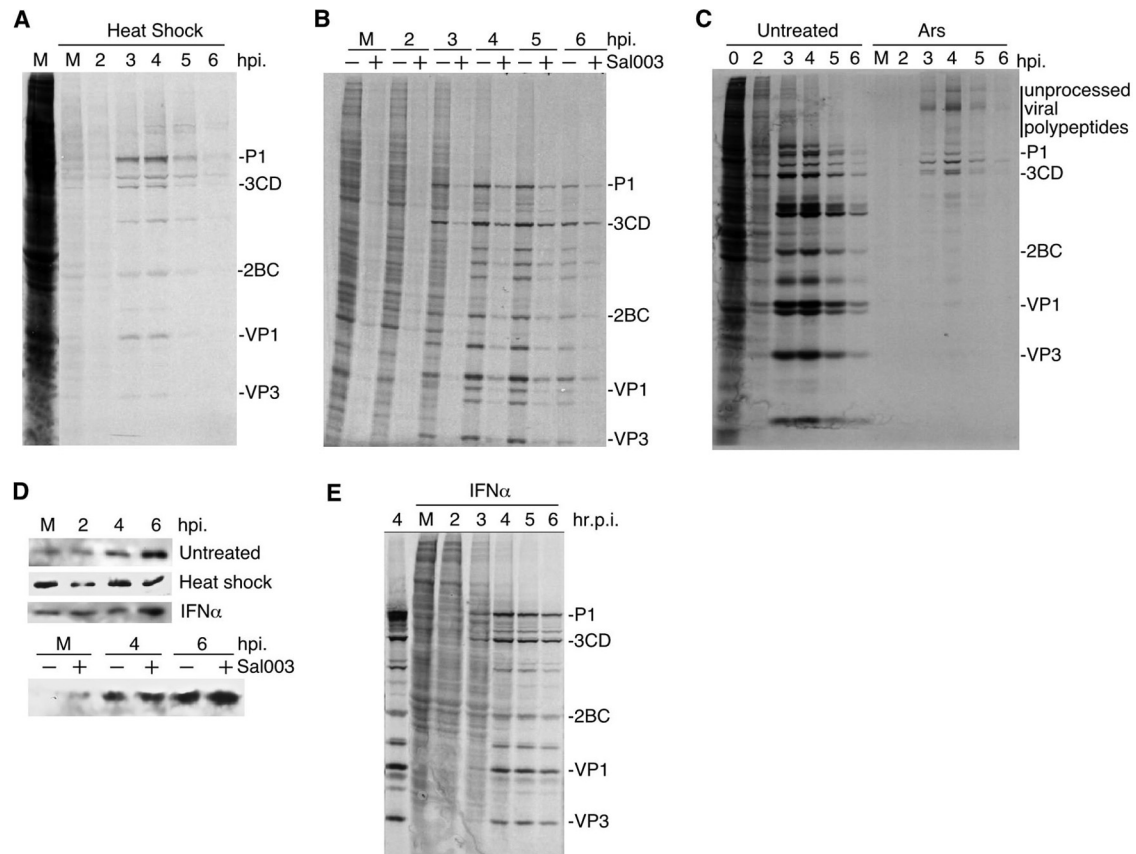 A
Heat Shock
M M 2 3 4 5 6 hpi.
-P1
-3CD
-2BC
-VP1
-VP3
B
M 2 3 4 5 6 hpi.
− + − + − + − + − + − + Sal003
-P1
-3CD
-2BC
-VP1
-VP3
C
Untreated Ars
0 2 3 4 5 6 M 2 3 4 5 6 hpi.
unprocessed
viral
polypeptides
-P1
-3CD
-2BC
-VP1
-VP3
D
M 2 4 6 hpi.
Untreated
Heat shock
IFNα
M 4 6 hpi.
− + − + − + Sal003
E
IFNα
4 M 2 3 4 5 6 hr.p.i.
-P1
-3CD
-2BC
-VP1
-VP3